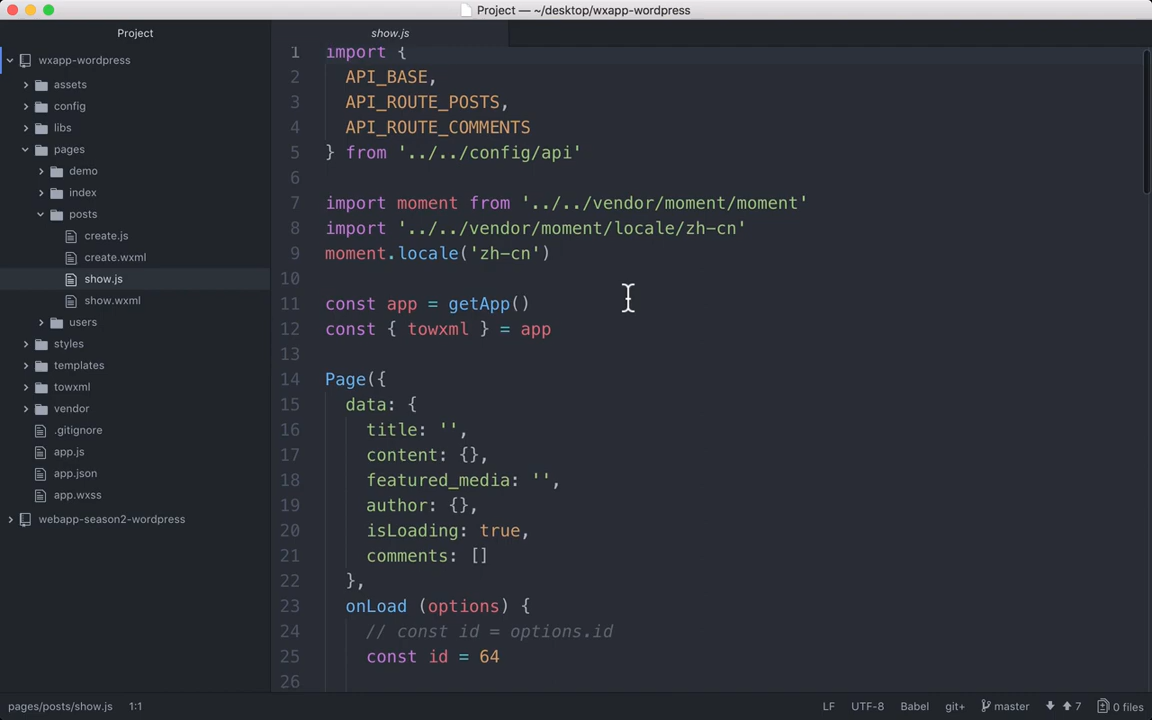 Project — ~/desktop/wxapp-wordpress
Project
wxapp-wordpress
assets
config
libs
pages
demo
index
posts
create.js
create.wxml
show.js
show.wxml
users
styles
templates
towxml
vendor
.gitignore
app.js
app.json
app.wxss
webapp-season2-wordpress
show.js
1 import {
2 API_BASE,
3 API_ROUTE_POSTS,
4 API_ROUTE_COMMENTS
5 } from '../../config/api'
6
7 import moment from '../../vendor/moment/moment'
8 import '../../vendor/moment/locale/zh-cn'
9 moment.locale('zh-cn')
10
11 const app = getApp()
12 const { towxml } = app
13
14 Page({
15 data: {
16 title: '',
17 content: {},
18 featured_media: '',
19 author: {},
20 isLoading: true,
21 comments: []
22 },
23 onLoad (options) {
24 // const id = options.id
25 const id = 64
26
pages/posts/show.js 1:1 LF UTF-8 Babel git+ master 7 0 files